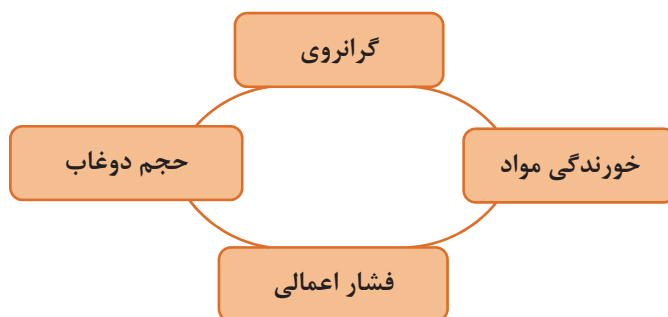 گرانروی
خورندگی مواد
حجم دوغاب
فشار اعمالی